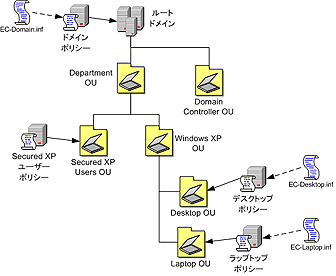 EC-Domain.inf
ドメイン
ポリシー
ルート
ドメイン
Department
OU
Domain
Controller OU
Secured XP
ユーザー
ポリシー
Secured XP
Users OU
Windows XP
OU
Desktop OU
デスクトップ
ポリシー
EC-Desktop.inf
Laptop OU
ラップトップ
ポリシー
EC-Laptop.inf